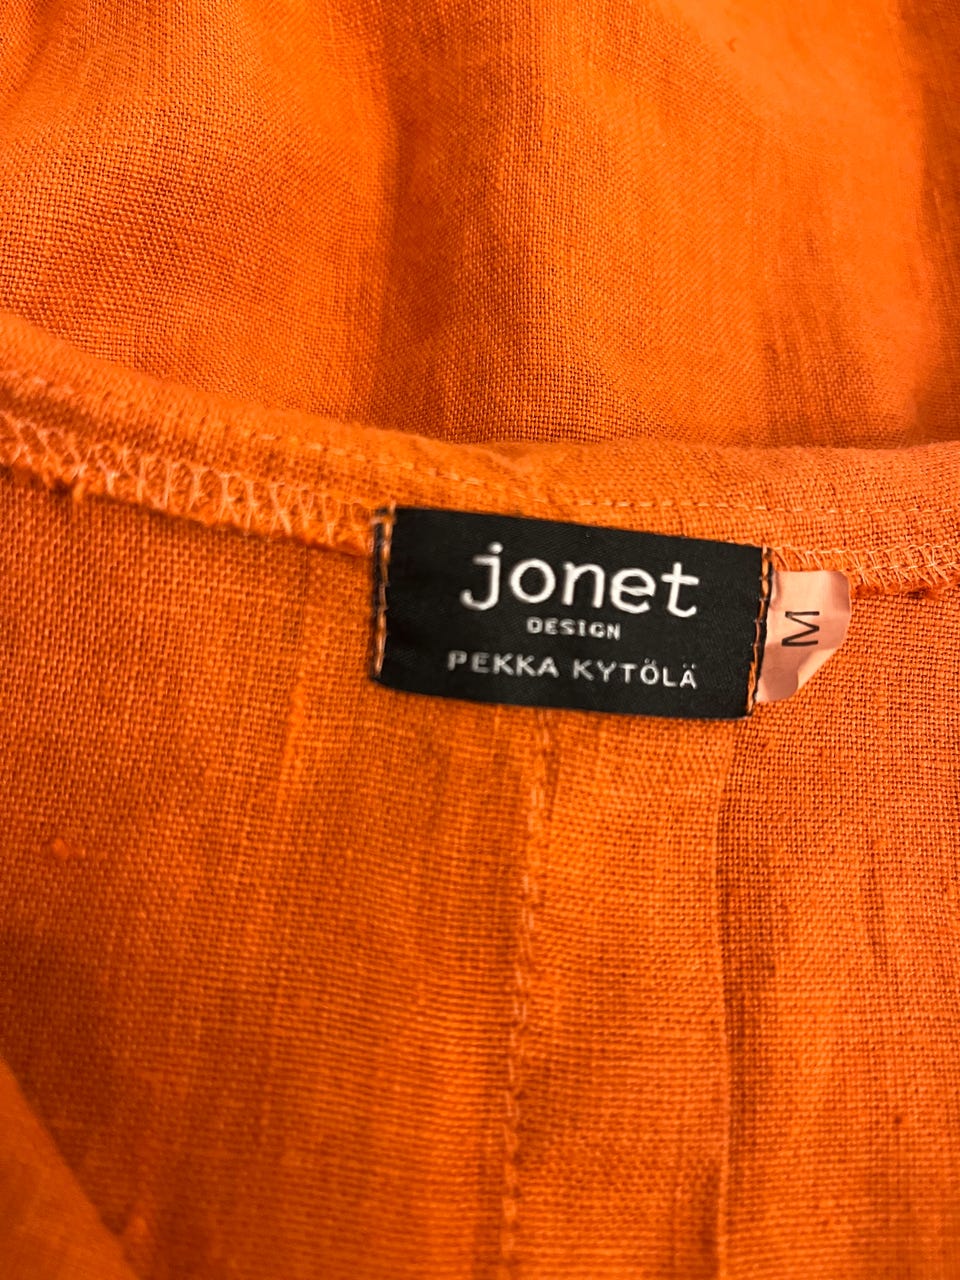 jonet
DESIGN
PEKKA KYTÖLÄ
M